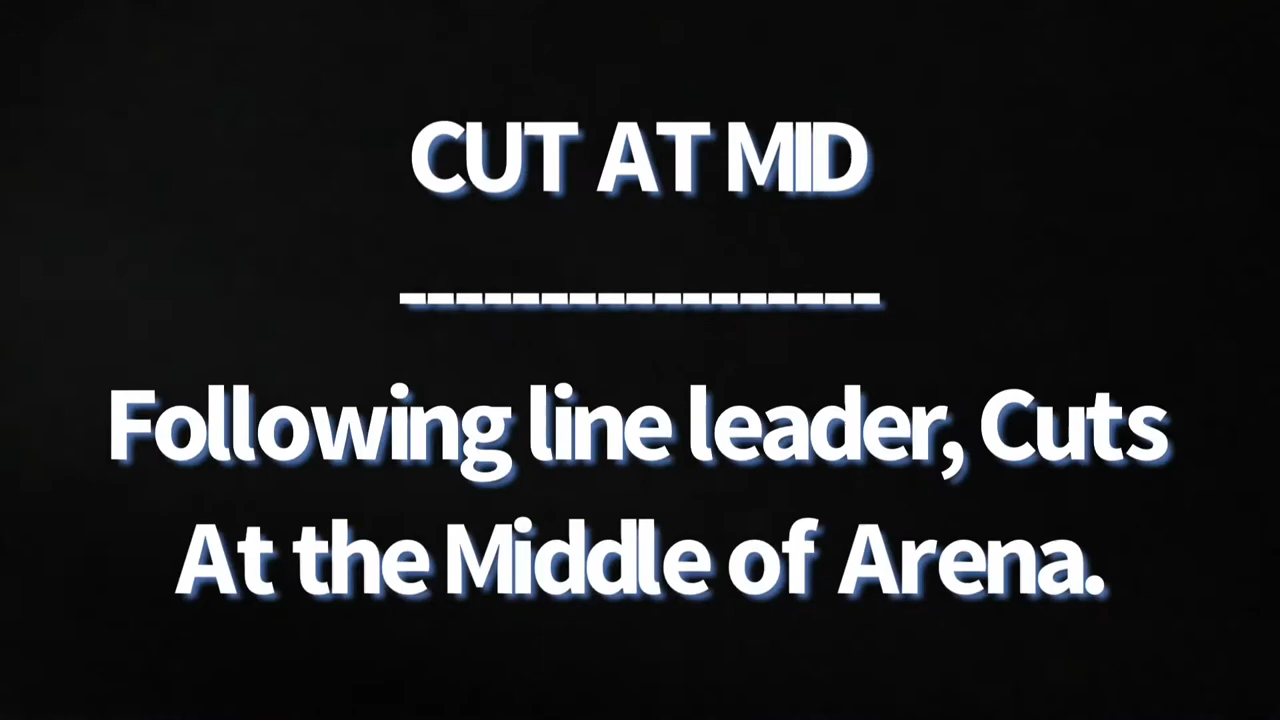 CUT AT MID
-----------------
Following line leader, Cuts
At the Middle of Arena.